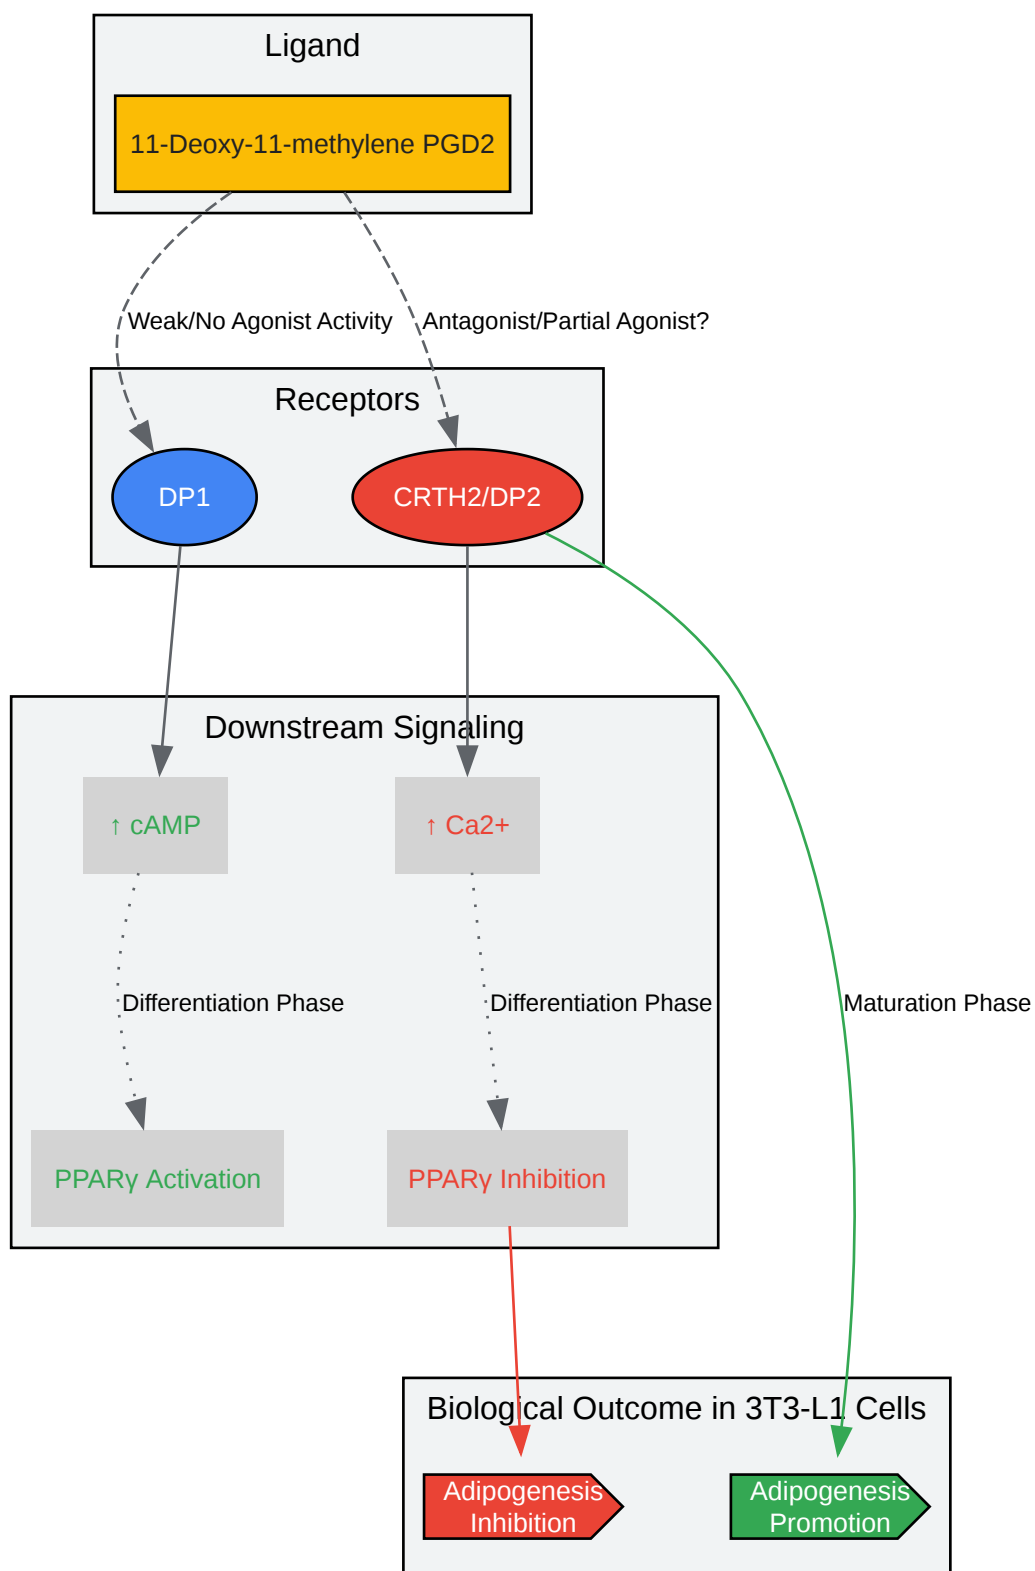 Ligand
11-Deoxy-11-methylene PGD2
Weak/No Agonist Activity
Antagonist/Partial Agonist?
Receptors
DP1
CRTH2/DP2
Downstream Signaling
↑ cAMP
↑ Ca2+
Differentiation Phase
Differentiation Phase
Maturation Phase
PPARγ Activation
PPARγ Inhibition
Biological Outcome in 3T3-L1 Cells
Adipogenesis
Inhibition
Adipogenesis
Promotion